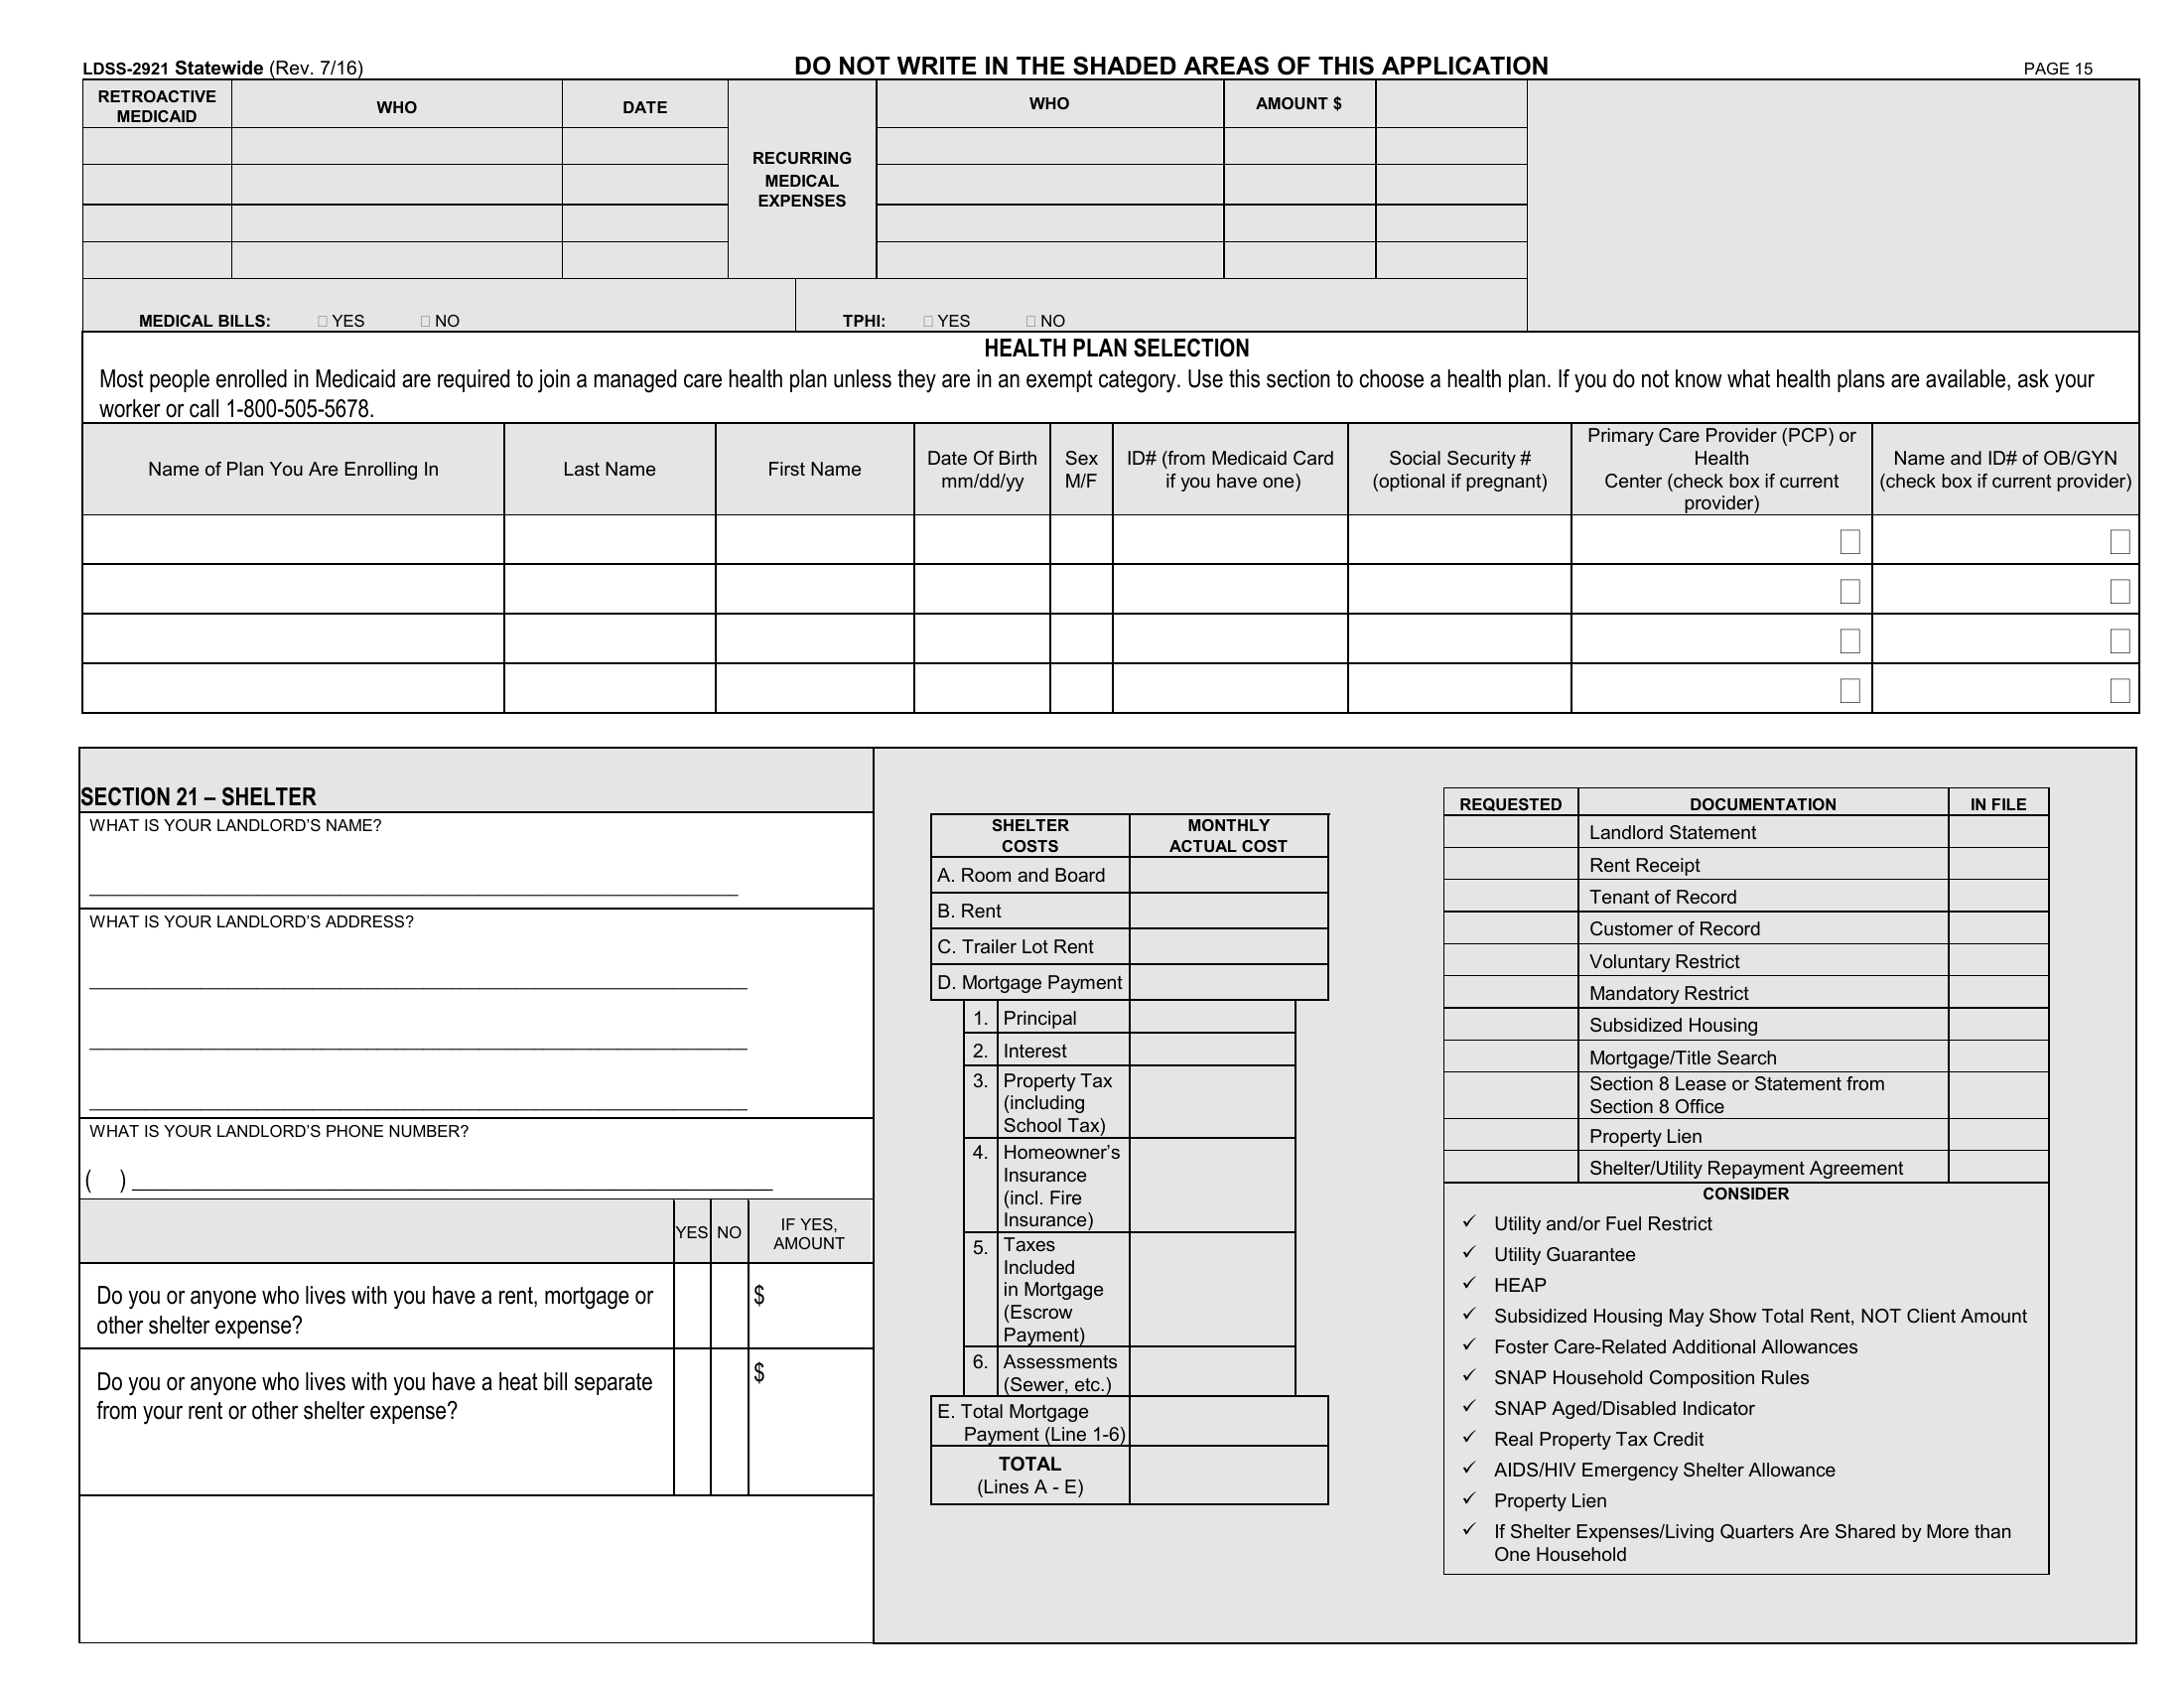 LDSS-2921 Statewide (Rev. 7/16)
DO NOT WRITE IN THE SHADED AREAS OF THIS APPLICATION
PAGE 15
RETROACTIVE
MEDICAID
WHO
DATE
RECURRING
MEDICAL
EXPENSES
WHO
AMOUNT $
MEDICAL BILLS: □ YES □ NO
TPHI: □ YES □ NO
HEALTH PLAN SELECTION
Most people enrolled in Medicaid are required to join a managed care health plan unless they are in an exempt category. Use this section to choose a health plan. If you do not know what health plans are available, ask your
worker or call 1-800-505-5678.
Name of Plan You Are Enrolling In
Last Name
First Name
Date Of Birth
mm/dd/yy
Sex
M/F
ID# (from Medicaid Card
if you have one)
Social Security #
(optional if pregnant)
Primary Care Provider (PCP) or
Health
Center (check box if current
provider)
Name and ID# of OB/GYN
(check box if current provider)
SECTION 21 – SHELTER
WHAT IS YOUR LANDLORD’S NAME?
WHAT IS YOUR LANDLORD’S ADDRESS?
WHAT IS YOUR LANDLORD’S PHONE NUMBER?
( )
YES
NO
IF YES,
AMOUNT
Do you or anyone who lives with you have a rent, mortgage or
other shelter expense?
$
Do you or anyone who lives with you have a heat bill separate
from your rent or other shelter expense?
$
SHELTER
COSTS
MONTHLY
ACTUAL COST
A. Room and Board
B. Rent
C. Trailer Lot Rent
D. Mortgage Payment
1. Principal
2. Interest
3. Property Tax
(including
School Tax)
4. Homeowner’s
Insurance
(incl. Fire
Insurance)
5. Taxes
Included
in Mortgage
(Escrow
Payment)
6. Assessments
(Sewer, etc.)
E. Total Mortgage
Payment (Line 1-6)
TOTAL
(Lines A - E)
REQUESTED
DOCUMENTATION
IN FILE
Landlord Statement
Rent Receipt
Tenant of Record
Customer of Record
Voluntary Restrict
Mandatory Restrict
Subsidized Housing
Mortgage/Title Search
Section 8 Lease or Statement from
Section 8 Office
Property Lien
Shelter/Utility Repayment Agreement
CONSIDER
✓ Utility and/or Fuel Restrict
✓ Utility Guarantee
✓ HEAP
✓ Subsidized Housing May Show Total Rent, NOT Client Amount
✓ Foster Care-Related Additional Allowances
✓ SNAP Household Composition Rules
✓ SNAP Aged/Disabled Indicator
✓ Real Property Tax Credit
✓ AIDS/HIV Emergency Shelter Allowance
✓ Property Lien
✓ If Shelter Expenses/Living Quarters Are Shared by More than
One Household